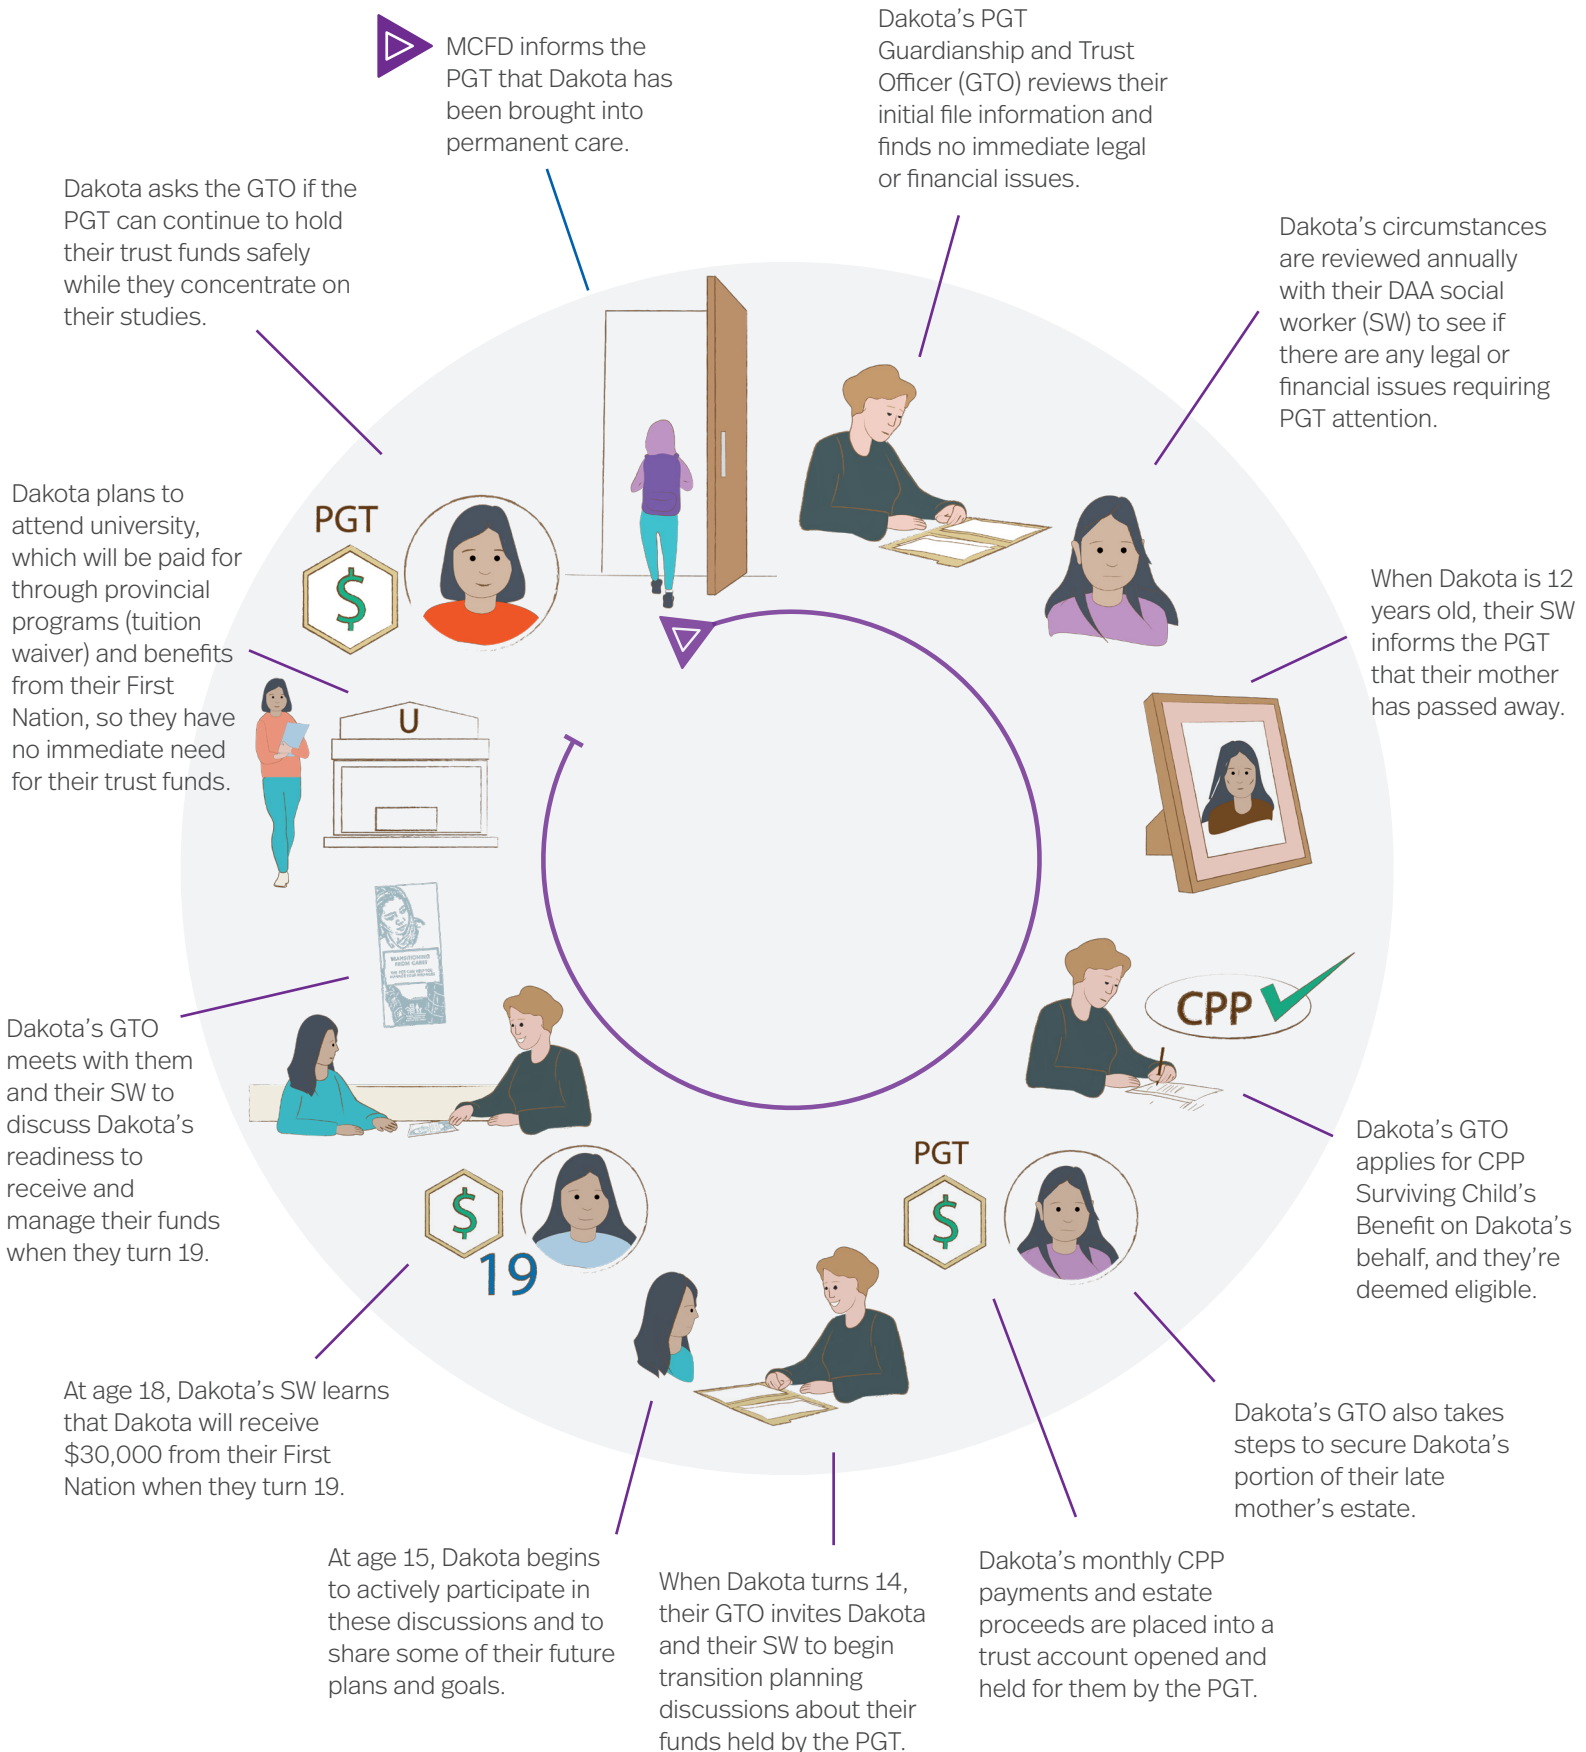 MCFD informs the
PGT that Dakota has
been brought into
permanent care.
Dakota's PGT
Guardianship and Trust
Officer (GTO) reviews their
initial file information and
finds no immediate legal
or financial issues.
Dakota's circumstances
are reviewed annually
with their DAA social
worker (SW) to see if
there are any legal or
financial issues requiring
PGT attention.
When Dakota is 12
years old, their SW
informs the PGT
that their mother
has passed away.
CPP
Dakota's GTO
applies for CPP
Surviving Child's
Benefit on Dakota's
behalf, and they're
deemed eligible.
Dakota's GTO also takes
steps to secure Dakota's
portion of their late
mother's estate.
PGT
$
Dakota's monthly CPP
payments and estate
proceeds are placed into a
trust account opened and
held for them by the PGT.
When Dakota turns 14,
their GTO invites Dakota
and their SW to begin
transition planning
discussions about their
funds held by the PGT.
At age 15, Dakota begins
to actively participate in
these discussions and to
share some of their future
plans and goals.
$
19
At age 18, Dakota's SW learns
that Dakota will receive
$30,000 from their First
Nation when they turn 19.
TRANSITIONING
FROM CARE?
Dakota's GTO
meets with them
and their SW to
discuss Dakota's
readiness to
receive and
manage their funds
when they turn 19.
U
Dakota plans to
attend university,
which will be paid for
through provincial
programs (tuition
waiver) and benefits
from their First
Nation, so they have
no immediate need
for their trust funds.
PGT
$
Dakota asks the GTO if the
PGT can continue to hold
their trust funds safely
while they concentrate on
their studies.